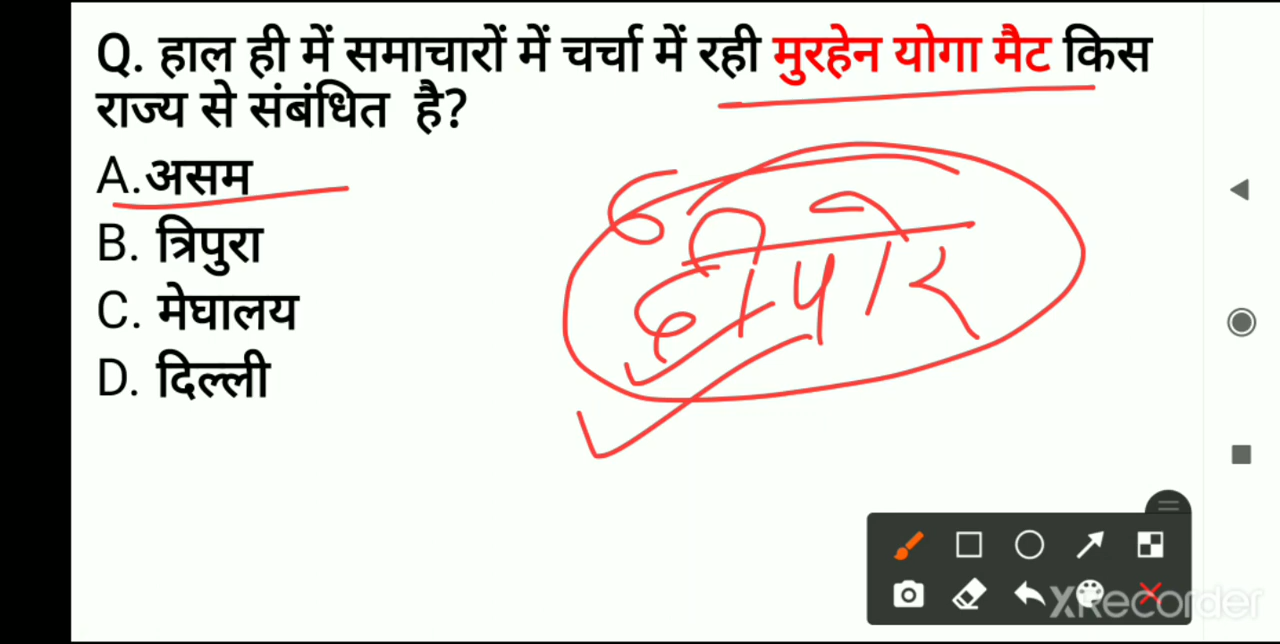 Q. हाल ही में समाचारों में चर्चा में रही मुरहेन योगा मैट किस
राज्य से संबंधित है?
A.असम
B. त्रिपुरा
C. मेघालय
D. दिल्ली
XRecorder